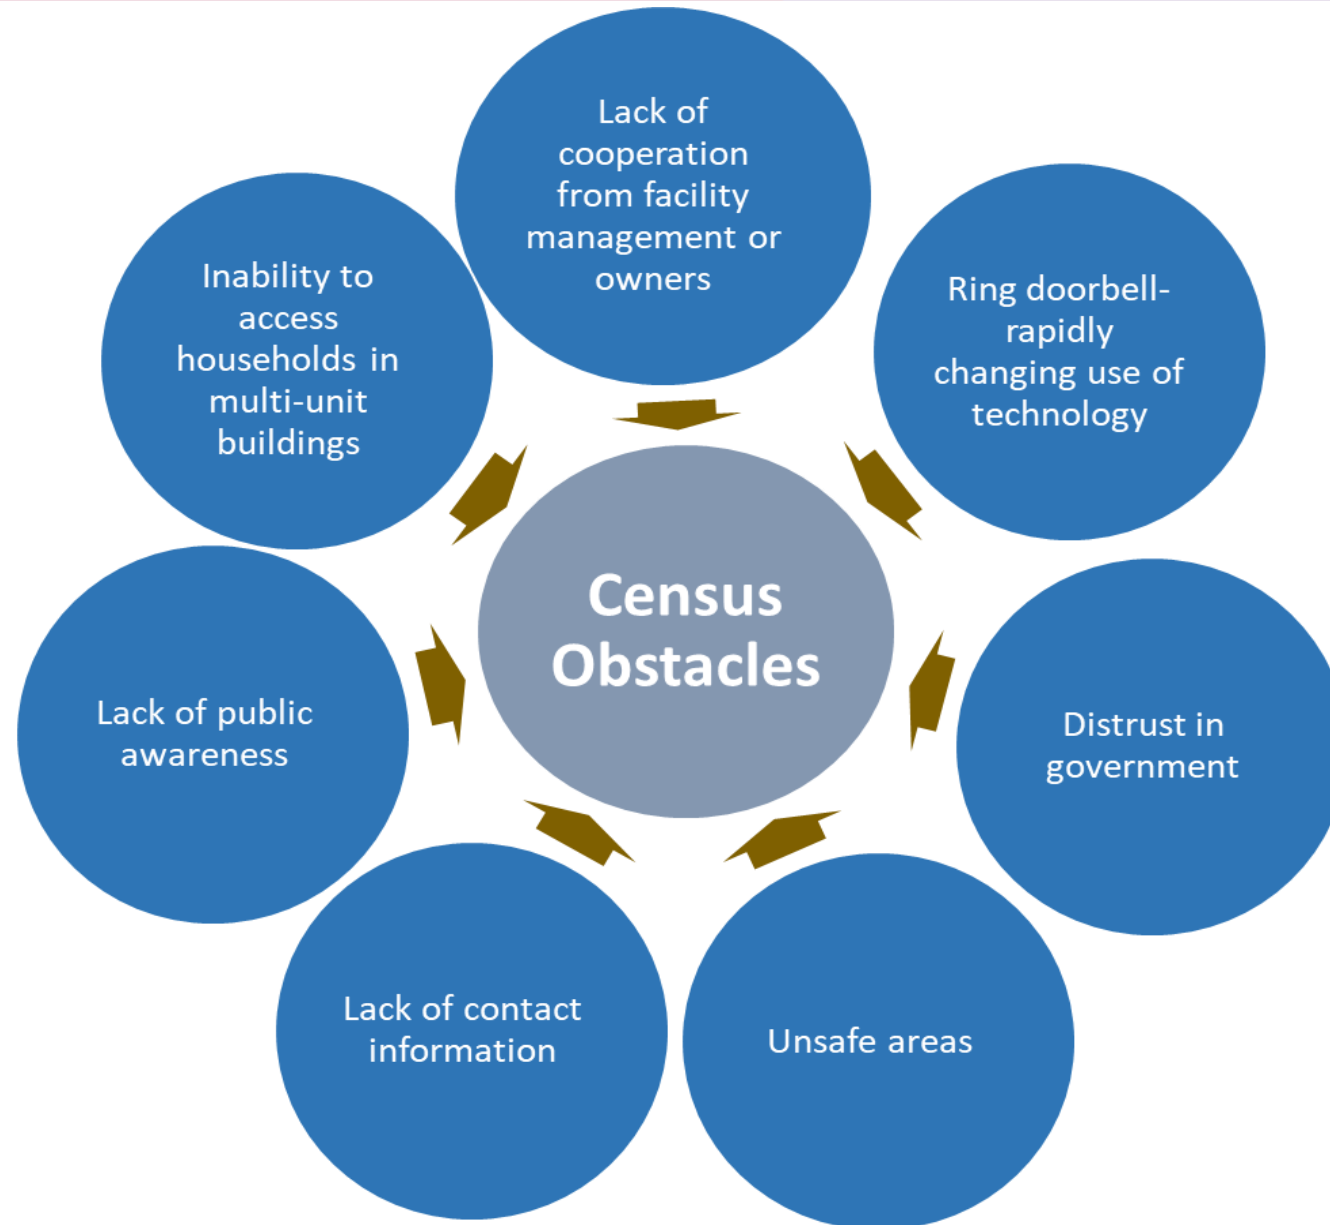 Lack of
cooperation
from facility
management or
owners
Ring doorbell-
rapidly
changing use of
technology
Distrust in
government
Unsafe areas
Lack of contact
information
Lack of public
awareness
Inability to
access
households in
multi-unit
buildings
Census
Obstacles